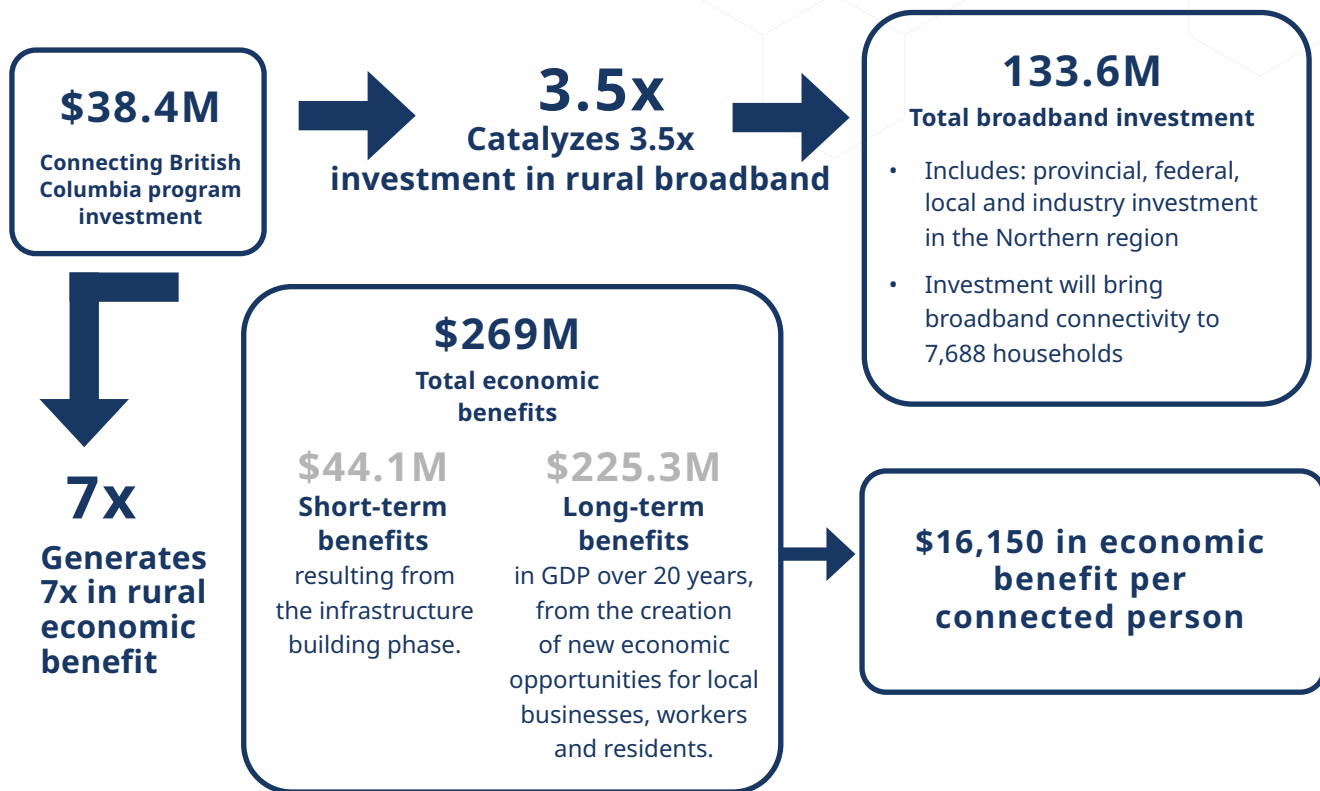 $38.4M
Connecting British
Columbia program
investment
3.5x
Catalyzes 3.5x
investment in rural broadband
133.6M
Total broadband investment
• Includes: provincial, federal,
local and industry investment
in the Northern region
• Investment will bring
broadband connectivity to
7,688 households
7x
Generates
7x in rural
economic
benefit
$269M
Total economic
benefits
$44.1M
Short-term
benefits
resulting from
the infrastructure
building phase.
$225.3M
Long-term
benefits
in GDP over 20 years,
from the creation
of new economic
opportunities for local
businesses, workers
and residents.
$16,150 in economic
benefit per
connected person